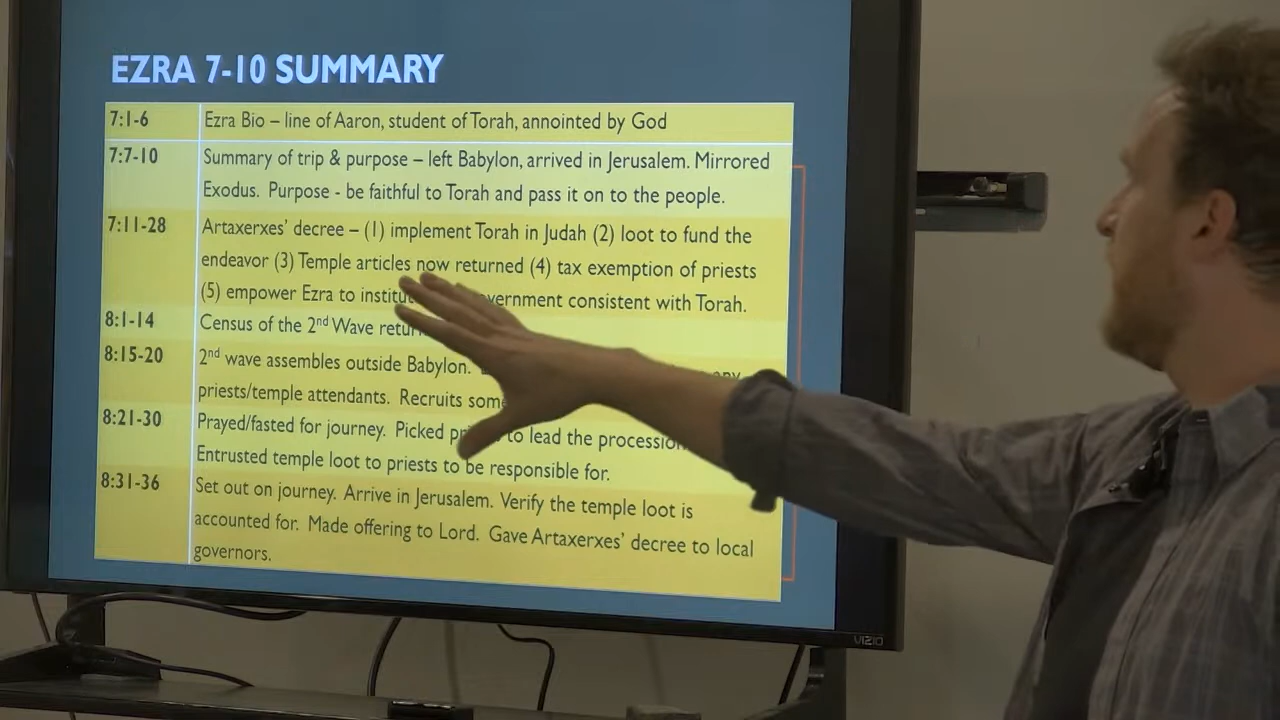 EZRA 7-10 SUMMARY
7:1-6 Ezra Bio – line of Aaron, student of Torah, annointed by God
7:7-10 Summary of trip & purpose – left Babylon, arrived in Jerusalem. Mirrored
Exodus. Purpose - be faithful to Torah and pass it on to the people.
7:11-28 Artaxerxes' decree – (1) implement Torah in Judah (2) loot to fund the
endeavor (3) Temple articles now returned (4) tax exemption of priests
(5) empower Ezra to consistent with Torah.
8:1-14 Census of the 2nd Wave
8:15-20 2nd wave assembles outside Babylon.
priests/temple attendants. Recruits
8:21-30 Prayed/fasted for journey. Picked to lead the procession
Entrusted temple loot to priests to be responsible for.
8:31-36 Set out on journey. Arrive in Jerusalem. Verify the temple loot is
accounted for. Made offering to Lord. Gave Artaxerxes' decree to local
governors.
VIZIO